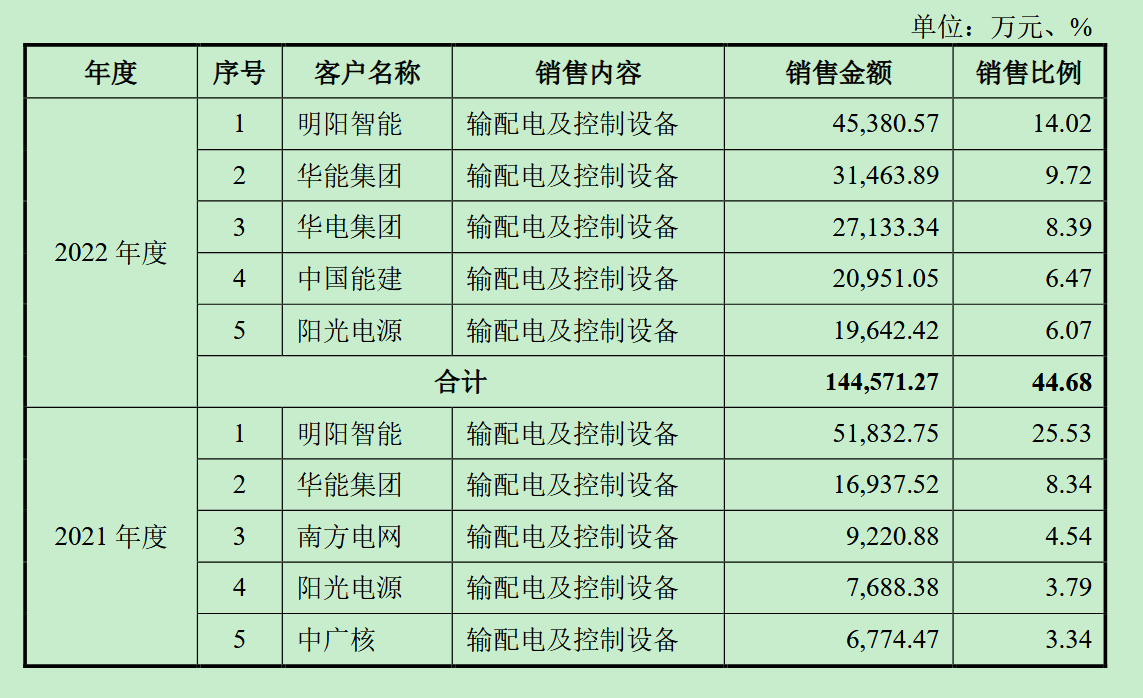 单位：万元、%
年度 序号 客户名称 销售内容 销售金额 销售比例
1 明阳智能 输配电及控制设备 45,380.57 14.02
2 华能集团 输配电及控制设备 31,463.89 9.72
3 华电集团 输配电及控制设备 27,133.34 8.39
2022 年度
4 中国能建 输配电及控制设备 20,951.05 6.47
5 阳光电源 输配电及控制设备 19,642.42 6.07
合计 144,571.27 44.68
1 明阳智能 输配电及控制设备 51,832.75 25.53
2 华能集团 输配电及控制设备 16,937.52 8.34
2021 年度 3 南方电网 输配电及控制设备 9,220.88 4.54
4 阳光电源 输配电及控制设备 7,688.38 3.79
5 中广核 输配电及控制设备 6,774.47 3.34